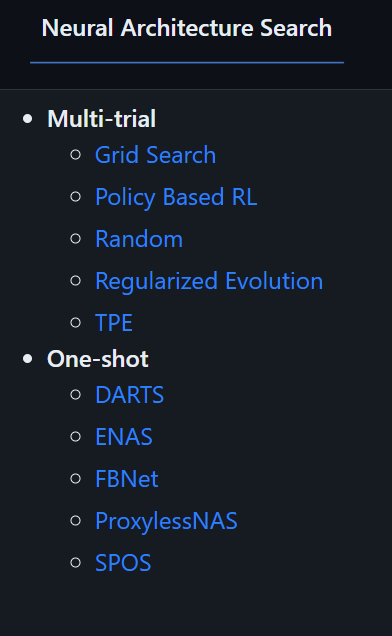 Neural Architecture Search
Multi-trial
Grid Search
Policy Based RL
Random
Regularized Evolution
TPE
One-shot
DARTS
ENAS
FBNet
ProxylessNAS
SPOS